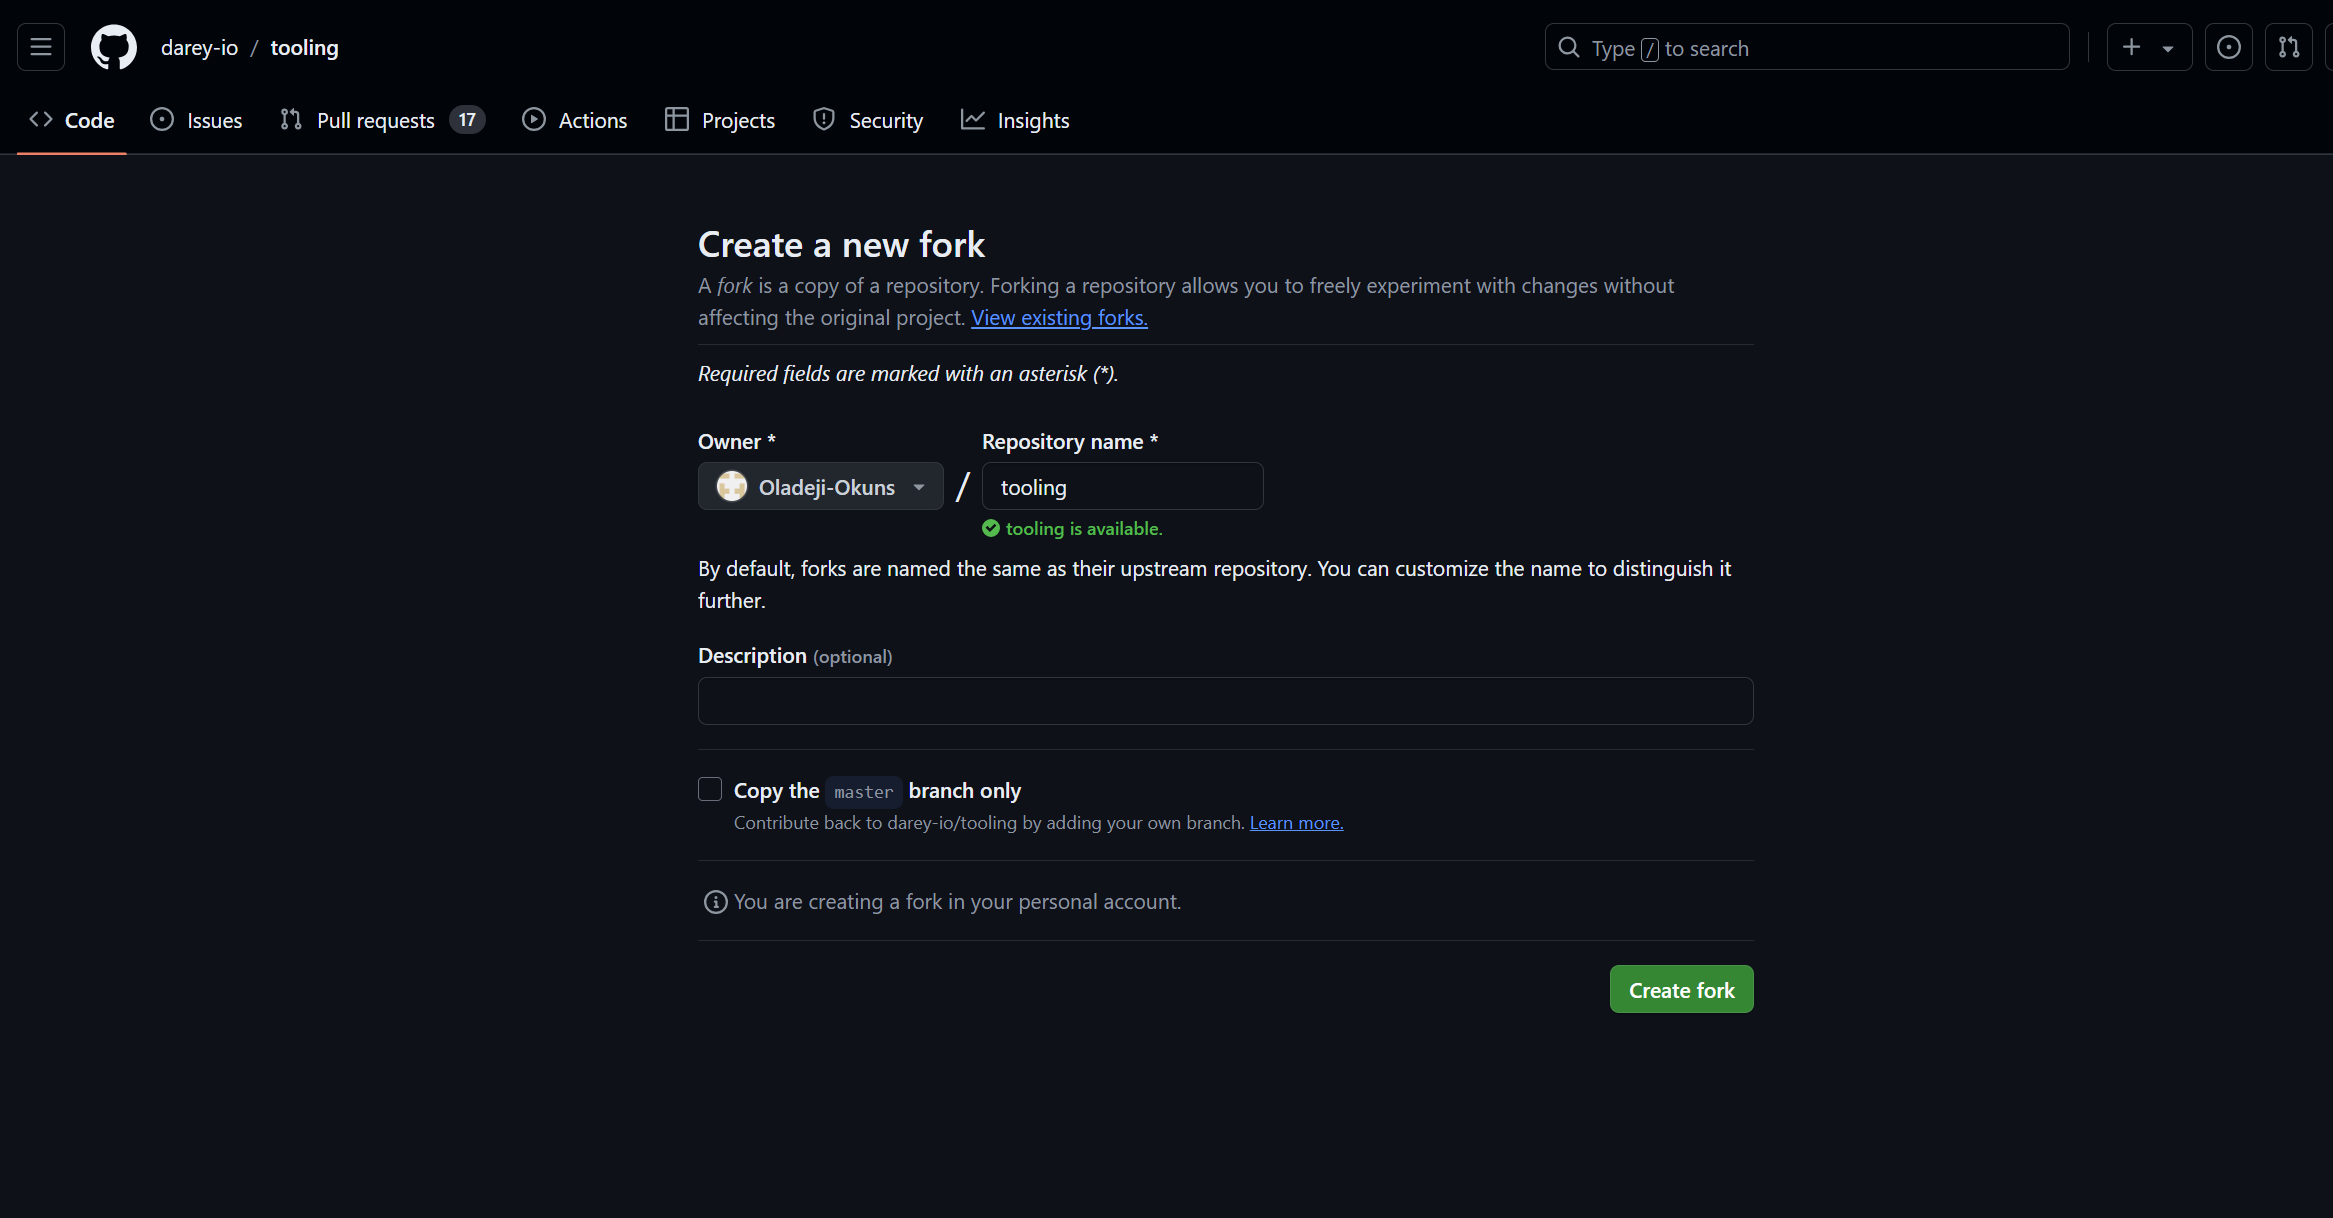 darey-io / tooling
Type / to search
Code
Issues
Pull requests 17
Actions
Projects
Security
Insights
Create a new fork
A fork is a copy of a repository. Forking a repository allows you to freely experiment with changes without
affecting the original project. View existing forks.
Required fields are marked with an asterisk (*).
Owner *
Repository name *
Oladeji-Okuns / tooling
tooling is available.
By default, forks are named the same as their upstream repository. You can customize the name to distinguish it
further.
Description (optional)
Copy the master branch only
Contribute back to darey-io/tooling by adding your own branch. Learn more.
You are creating a fork in your personal account.
Create fork